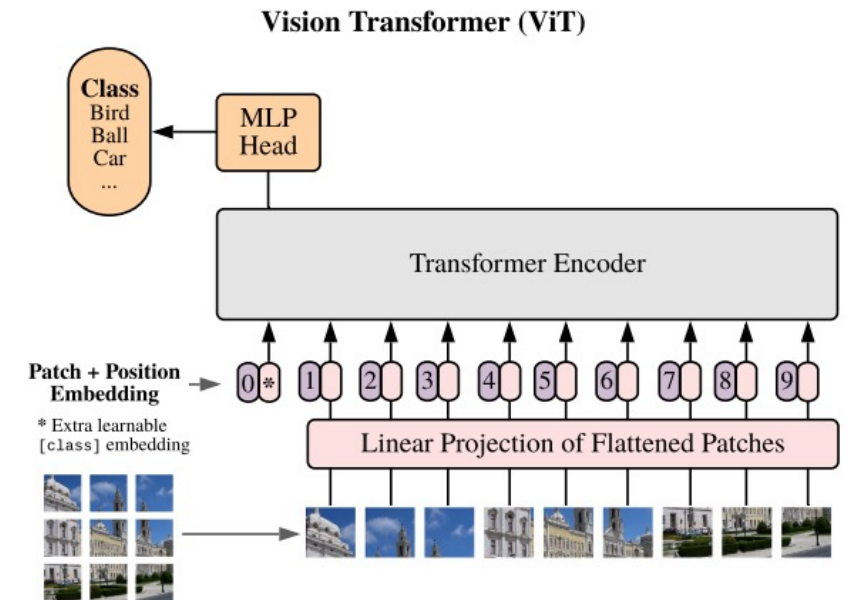 Vision Transformer (ViT)
Class
Bird
Ball
Car
...
MLP
Head
Transformer Encoder
Patch + Position
Embedding
0 * 1 2 3 4 5 6 7 8 9
* Extra learnable
[class] embedding
Linear Projection of Flattened Patches